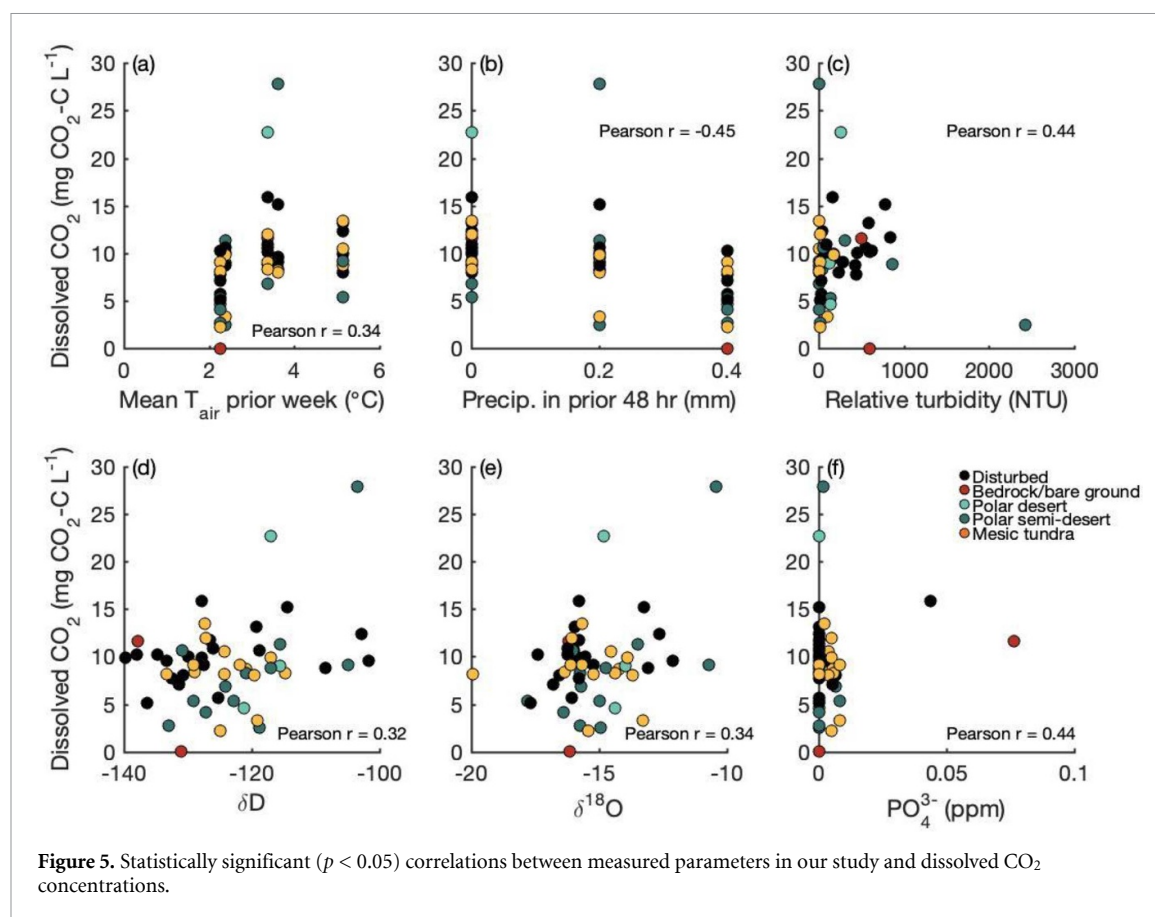 Dissolved CO₂ (mg CO₂-C L⁻¹)
30
25
20
15
10
5
0
(a)
Pearson r = 0.34
0 2 4 6
Mean T_air prior week (°C)
30
25
20
15
10
5
0
(b)
Pearson r = -0.45
0 0.2 0.4
Precip. in prior 48 hr (mm)
30
25
20
15
10
5
0
(c)
Pearson r = 0.44
0 1000 2000 3000
Relative turbidity (NTU)
Dissolved CO₂ (mg CO₂-C L⁻¹)
30
25
20
15
10
5
0
(d)
Pearson r = 0.32
-140 -120 -100
δD
30
25
20
15
10
5
0
(e)
Pearson r = 0.34
-20 -15 -10
δ¹⁸O
30
25
20
15
10
5
0
(f)
Disturbed
Bedrock/bare ground
Polar desert
Polar semi-desert
Mesic tundra
Pearson r = 0.44
0 0.05 0.1
PO₄³⁻ (ppm)
Figure 5. Statistically significant (p < 0.05) correlations between measured parameters in our study and dissolved CO₂
concentrations.